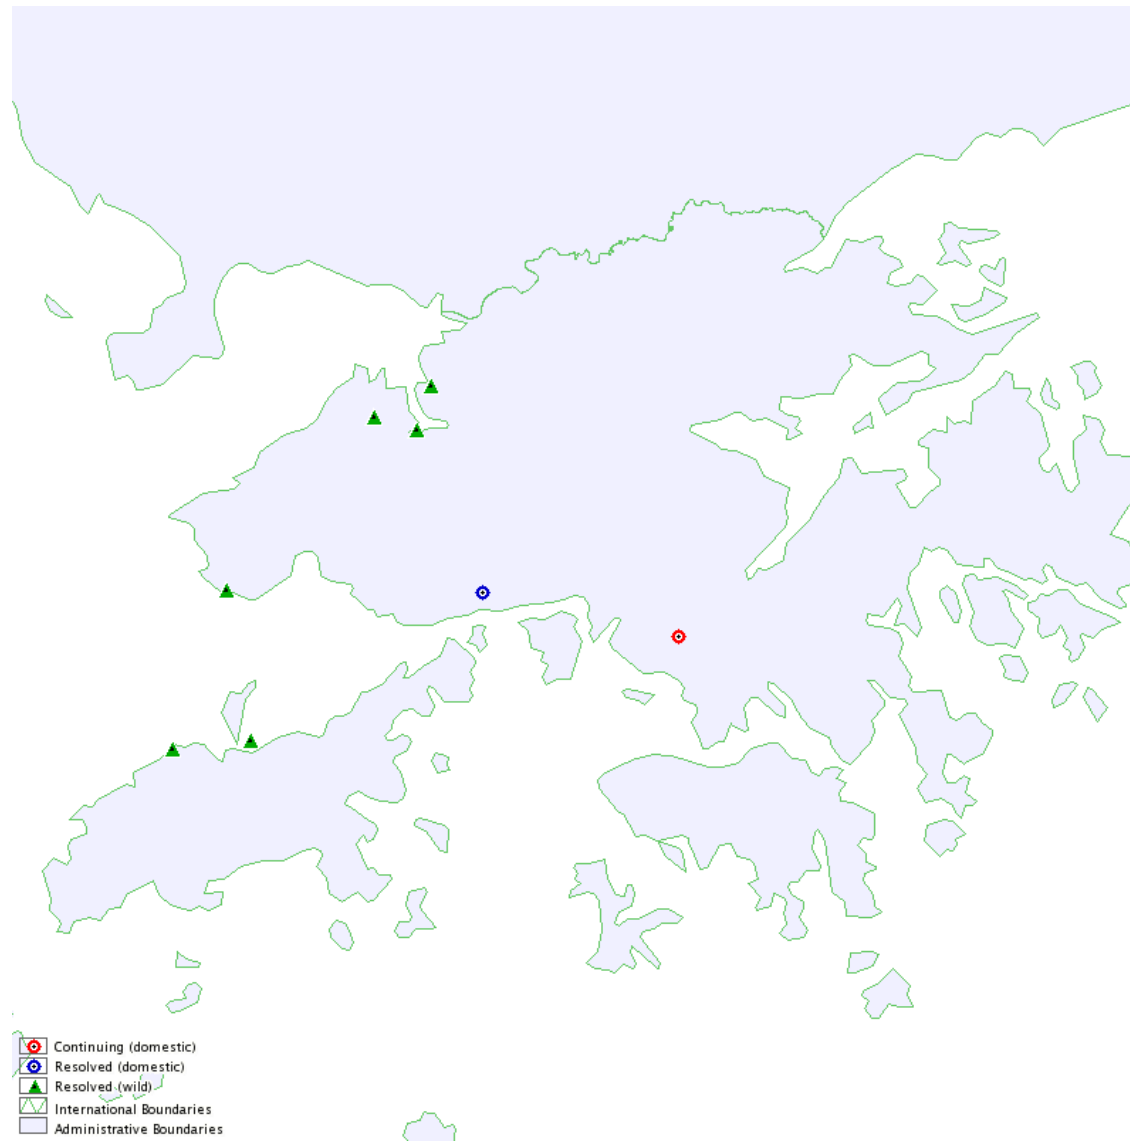 Continuing (domestic)
Resolved (domestic)
Resolved (wild)
International Boundaries
Administrative Boundaries